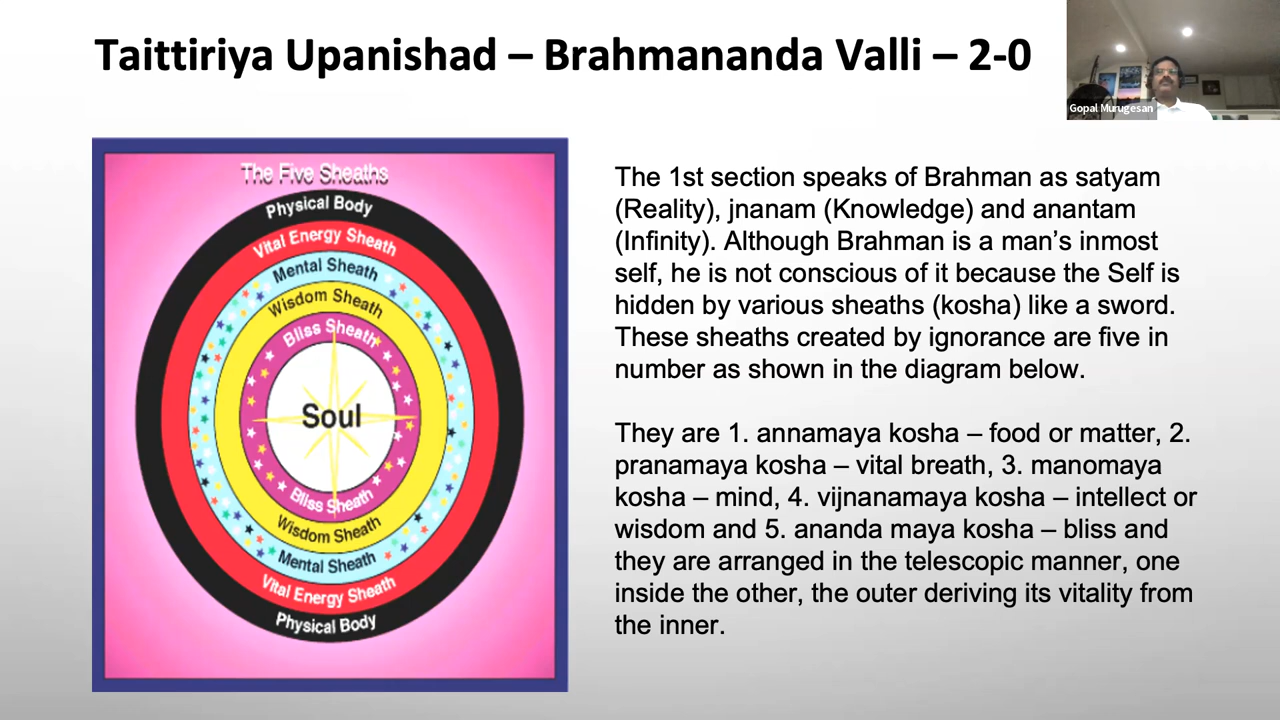 Taittiriya Upanishad – Brahmananda Valli – 2-0
Gopal Murugesan
The Five Sheaths
Physical Body
Vital Energy Sheath
Mental Sheath
Wisdom Sheath
Bliss Sheath
Soul
Bliss Sheath
Wisdom Sheath
Mental Sheath
Vital Energy Sheath
Physical Body
The 1st section speaks of Brahman as satyam
(Reality), jnanam (Knowledge) and anantam
(Infinity). Although Brahman is a man’s inmost
self, he is not conscious of it because the Self is
hidden by various sheaths (kosha) like a sword.
These sheaths created by ignorance are five in
number as shown in the diagram below.
They are 1. annamaya kosha – food or matter, 2.
pranamaya kosha – vital breath, 3. manomaya
kosha – mind, 4. vijnanamaya kosha – intellect or
wisdom and 5. ananda maya kosha – bliss and
they are arranged in the telescopic manner, one
inside the other, the outer deriving its vitality from
the inner.